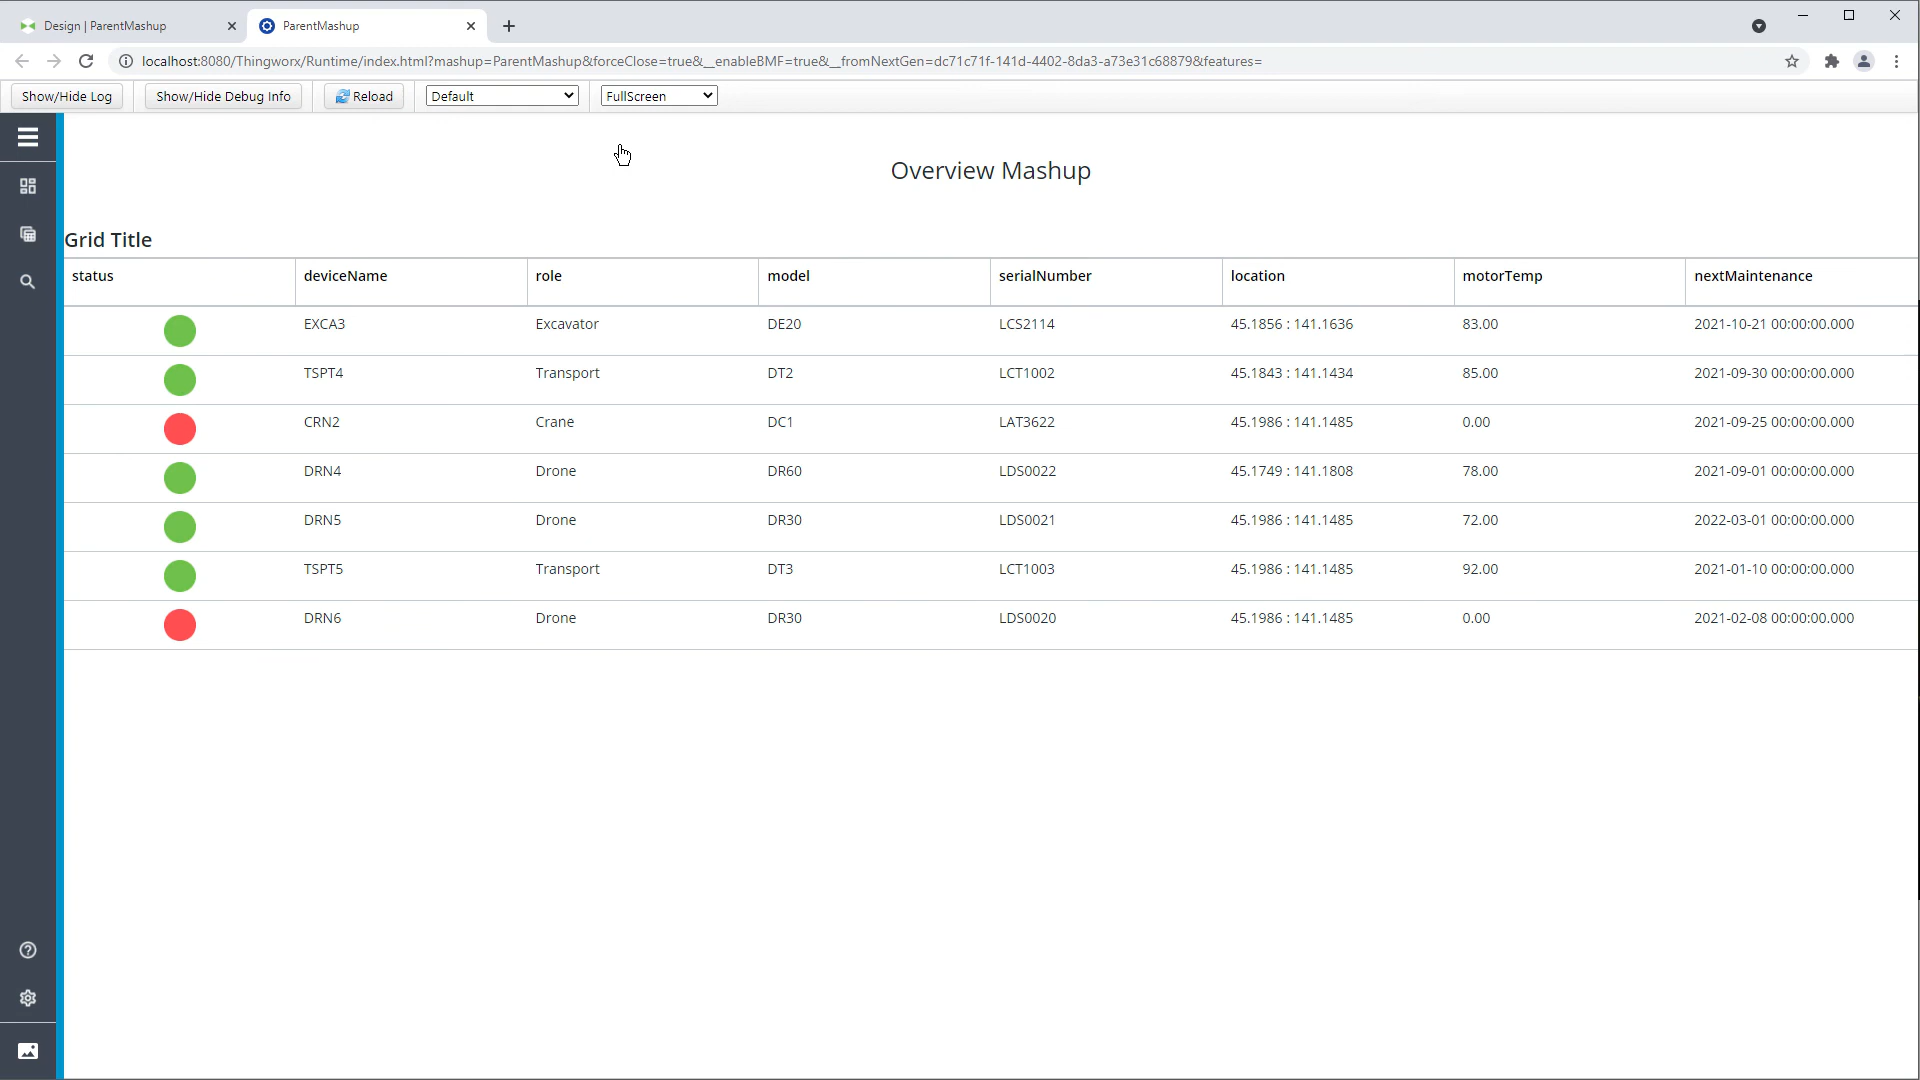 Design | ParentMashup
ParentMashup
localhost:8080/Thingworx/Runtime/index.html?mashup=ParentMashup&forceClose=true&__enableBMF=true&__fromNextGen=dc71c71f-141d-4402-8da3-a73e31c68879&features=
Show/Hide Log Show/Hide Debug Info Reload Default FullScreen
Overview Mashup
Grid Title
status deviceName role model serialNumber location motorTemp nextMaintenance
EXCA3 Excavator DE20 LCS2114 45.1856 : 141.1636 83.00 2021-10-21 00:00:00.000
TSPT4 Transport DT2 LCT1002 45.1843 : 141.1434 85.00 2021-09-30 00:00:00.000
CRN2 Crane DC1 LAT3622 45.1986 : 141.1485 0.00 2021-09-25 00:00:00.000
DRN4 Drone DR60 LDS0022 45.1749 : 141.1808 78.00 2021-09-01 00:00:00.000
DRN5 Drone DR30 LDS0021 45.1986 : 141.1485 72.00 2022-03-01 00:00:00.000
TSPT5 Transport DT3 LCT1003 45.1986 : 141.1485 92.00 2021-01-10 00:00:00.000
DRN6 Drone DR30 LDS0020 45.1986 : 141.1485 0.00 2021-02-08 00:00:00.000